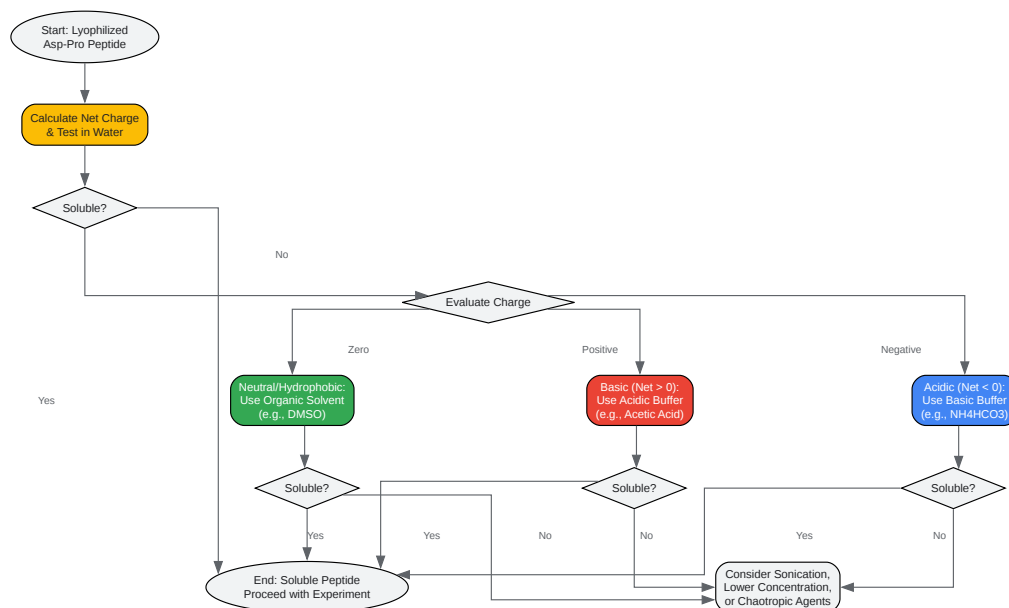 Start: Lyophilized
Asp-Pro Peptide
Calculate Net Charge
& Test in Water
Soluble?
No
Evaluate Charge
Zero
Positive
Negative
Neutral/Hydrophobic:
Use Organic Solvent
(e.g., DMSO)
Basic (Net > 0):
Use Acidic Buffer
(e.g., Acetic Acid)
Acidic (Net < 0):
Use Basic Buffer
(e.g., NH4HCO3)
Yes
Soluble?
Soluble?
Soluble?
Yes
Yes
No
No
Yes
No
End: Soluble Peptide
Proceed with Experiment
Consider Sonication,
Lower Concentration,
or Chaotropic Agents